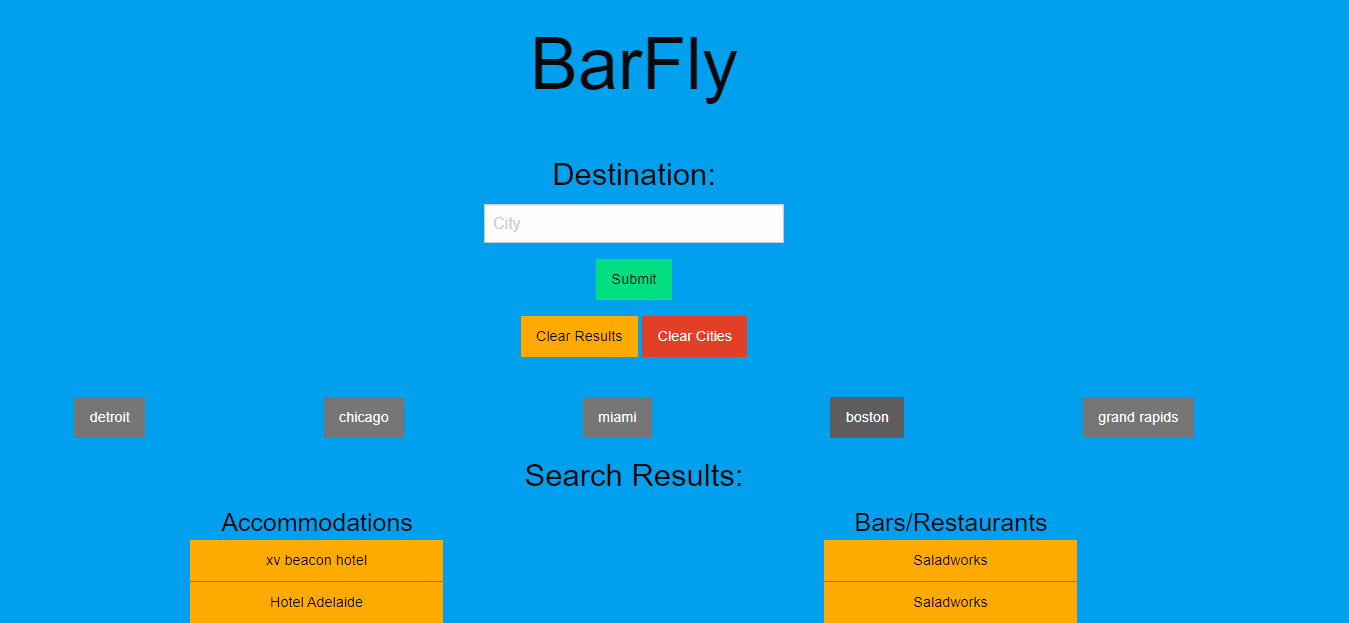 BarFly
Destination:
City
Submit
Clear Results Clear Cities
detroit chicago miami boston grand rapids
Search Results:
Accommodations Bars/Restaurants
xv beacon hotel Saladworks
Hotel Adelaide Saladworks